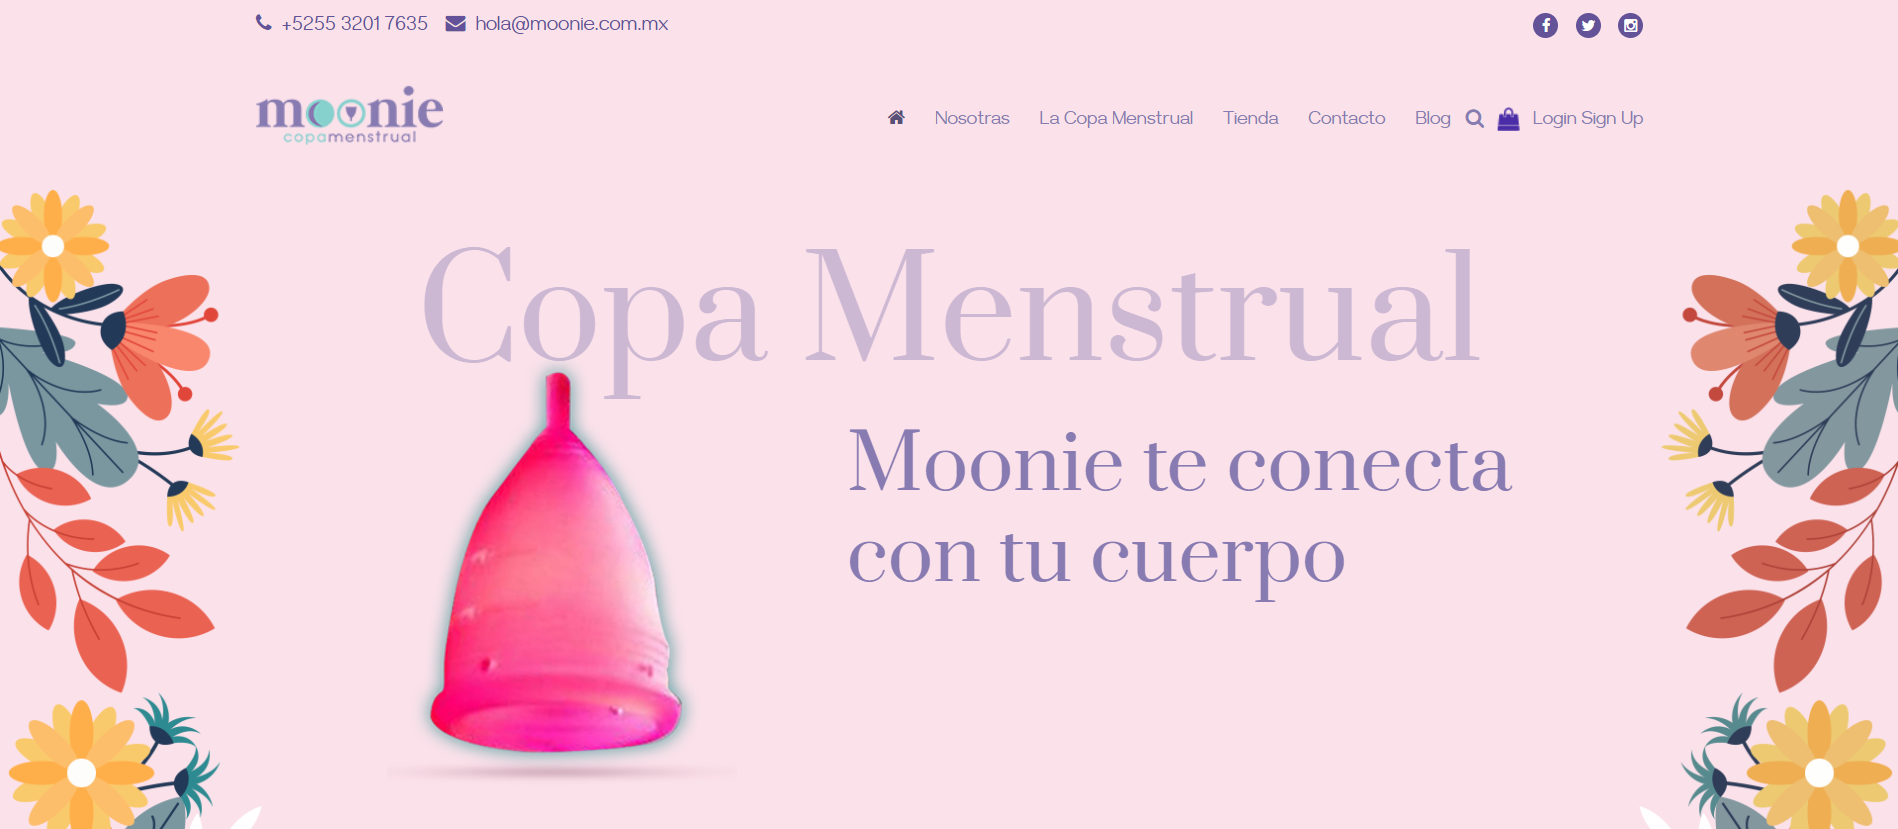 +5255 3201 7635 hola@moonie.com.mx
moonie
copamenstrual
Nosotras La Copa Menstrual Tienda Contacto Blog Login Sign Up
Copa Menstrual
Moonie te conecta
con tu cuerpo